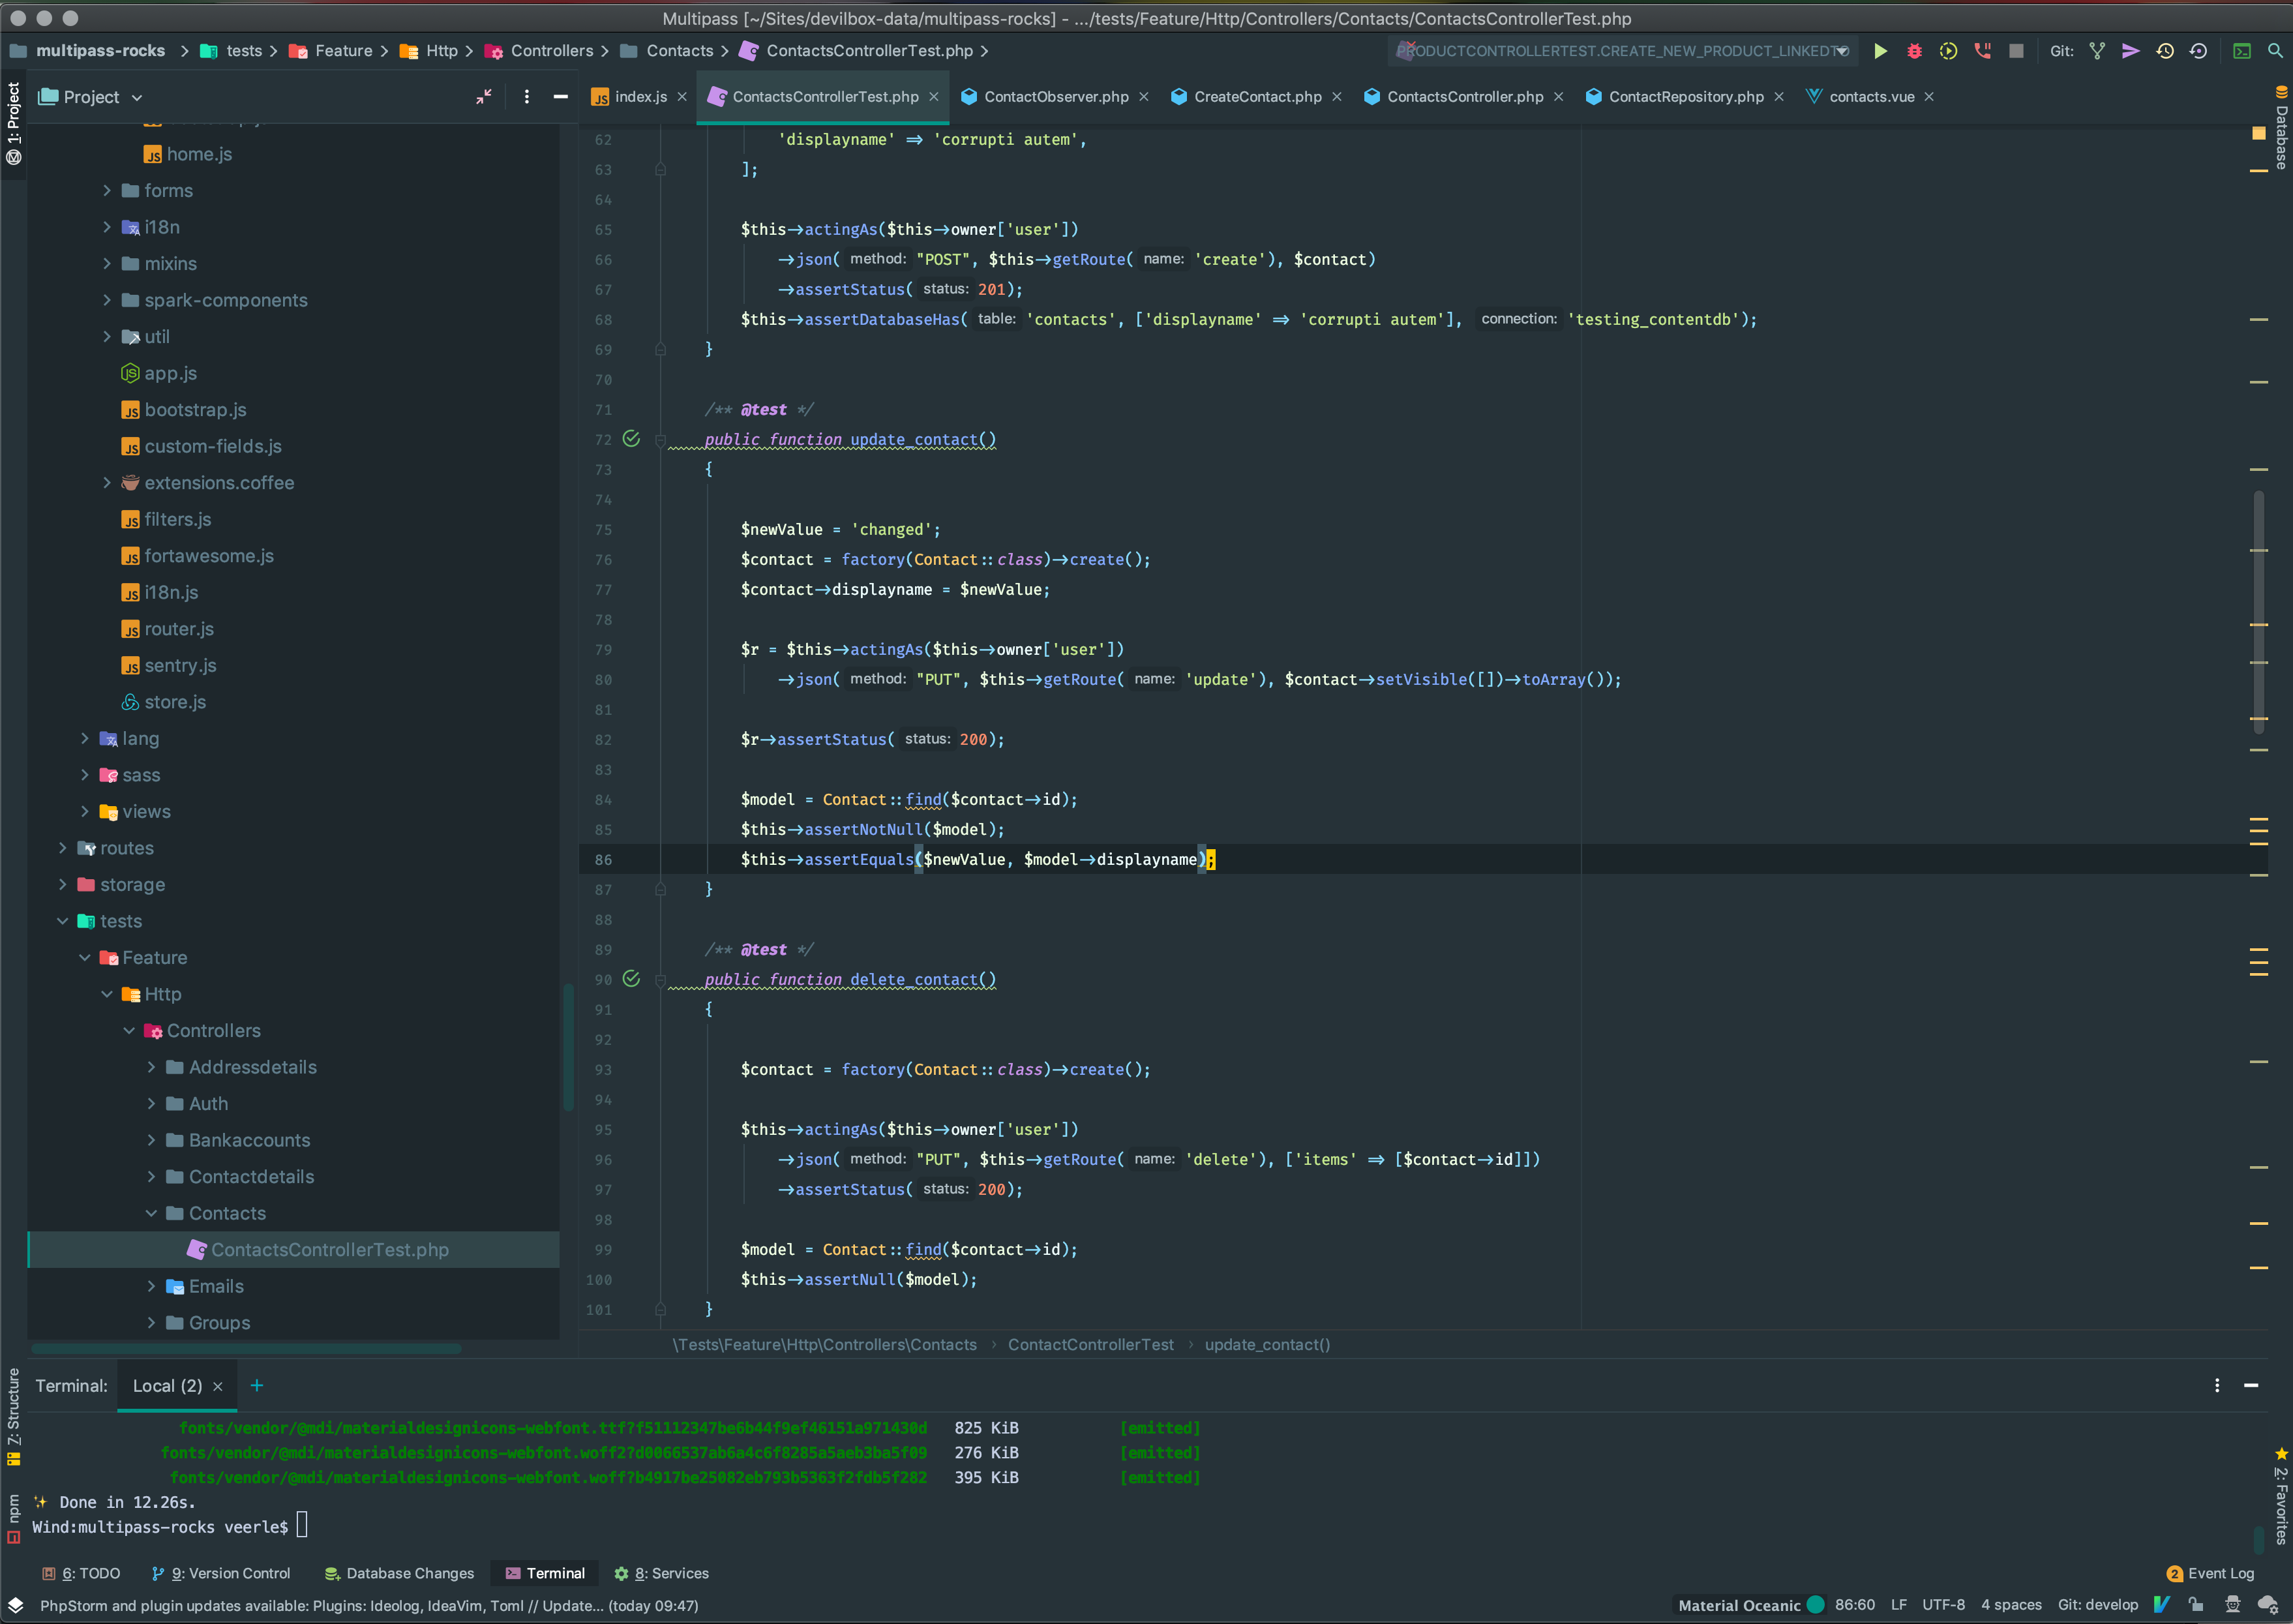 Multipass [~/Sites/devilbox-data/multipass-rocks] - .../tests/Feature/Http/Controllers/Contacts/ContactsControllerTest.php
multipass-rocks > tests > Feature > Http > Controllers > Contacts > ContactsControllerTest.php >
PRODUCTCONTROLLERTEST.CREATE_NEW_PRODUCT_LINKEDTO
Git:
1: Project
Project
index.js ×
ContactsControllerTest.php ×
ContactObserver.php ×
CreateContact.php ×
ContactsController.php ×
ContactRepository.php ×
contacts.vue ×
Database
home.js
forms
i18n
mixins
spark-components
util
app.js
bootstrap.js
custom-fields.js
extensions.coffee
filters.js
fortawesome.js
i18n.js
router.js
sentry.js
store.js
lang
sass
views
routes
storage
tests
Feature
Http
Controllers
Addressdetails
Auth
Bankaccounts
Contactdetails
Contacts
ContactsControllerTest.php
Emails
Groups
62 'displayname' => 'corrupti autem',
63 ];
64
65 $this->actingAs($this->owner['user'])
66 ->json( method: "POST", $this->getRoute( name: 'create'), $contact)
67 ->assertStatus( status: 201);
68 $this->assertDatabaseHas( table: 'contacts', ['displayname' => 'corrupti autem'], connection: 'testing_contentdb');
69 }
70
71 /** @test */
72 public function update_contact()
73 {
74
75 $newValue = 'changed';
76 $contact = factory(Contact::class)->create();
77 $contact->displayname = $newValue;
78
79 $r = $this->actingAs($this->owner['user'])
80 ->json( method: "PUT", $this->getRoute( name: 'update'), $contact->setVisible([])->toArray());
81
82 $r->assertStatus( status: 200);
83
84 $model = Contact::find($contact->id);
85 $this->assertNotNull($model);
86 $this->assertEquals($newValue, $model->displayname);
87 }
88
89 /** @test */
90 public function delete_contact()
91 {
92
93 $contact = factory(Contact::class)->create();
94
95 $this->actingAs($this->owner['user'])
96 ->json( method: "PUT", $this->getRoute( name: 'delete'), ['items' => [$contact->id]])
97 ->assertStatus( status: 200);
98
99 $model = Contact::find($contact->id);
100 $this->assertNull($model);
101 }
\Tests\Feature\Http\Controllers\Contacts > ContactControllerTest > update_contact()
Z: Structure
npm
2: Favorites
Terminal: Local (2) × +
fonts/vendor/@mdi/materialdesignicons-webfont.ttf?f51112347be6b44f9ef46151a971430d 825 KiB [emitted]
fonts/vendor/@mdi/materialdesignicons-webfont.woff2?d0066537ab6a4c6f8285a5aeb3ba5f09 276 KiB [emitted]
fonts/vendor/@mdi/materialdesignicons-webfont.woff?b4917be25082eb793b5363f2fdb5f282 395 KiB [emitted]
✨ Done in 12.26s.
Wind:multipass-rocks veerle$
6: TODO 9: Version Control Database Changes Terminal 8: Services 2 Event Log
PhpStorm and plugin updates available: Plugins: Ideolog, IdeaVim, Toml // Update... (today 09:47) Material Oceanic 86:60 LF UTF-8 4 spaces Git: develop